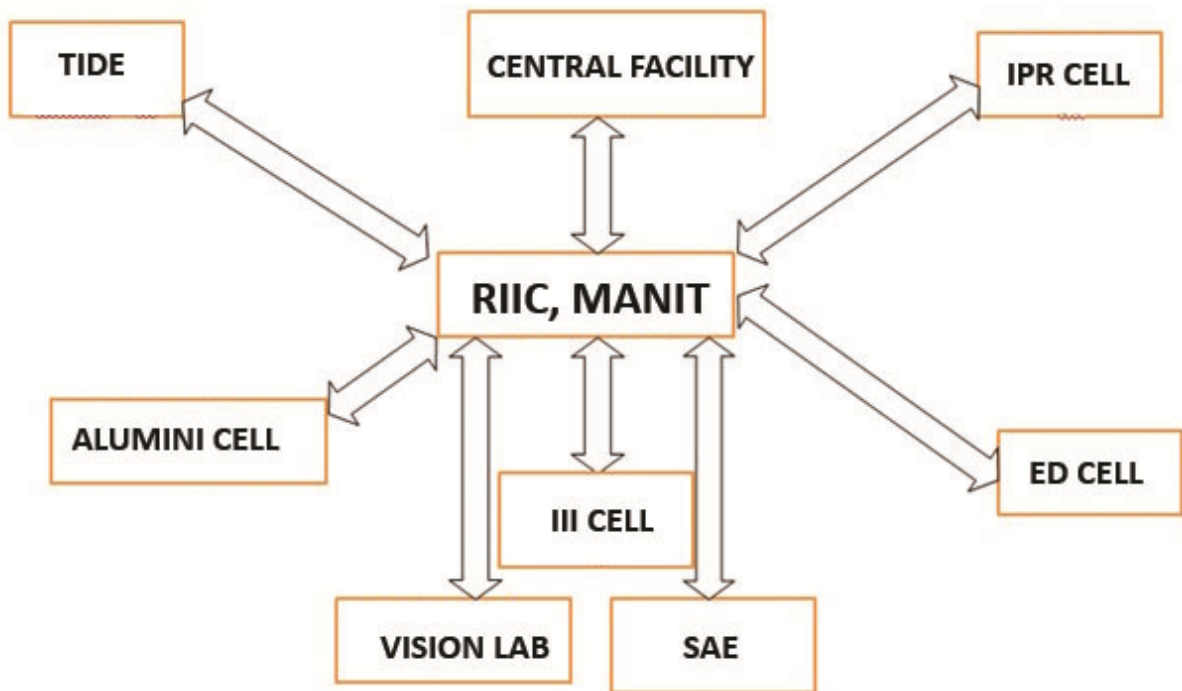 TIDE
CENTRAL FACILITY
IPR CELL
RIIC, MANIT
ALUMINI CELL
ED CELL
III CELL
VISION LAB
SAE